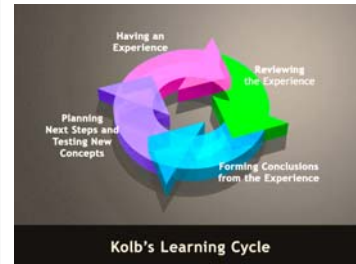 Having an
Experience
Reviewing
the Experience
Planning
Next Steps and
Testing New
Concepts
Forming Conclusions
from the Experience
Kolb's Learning Cycle